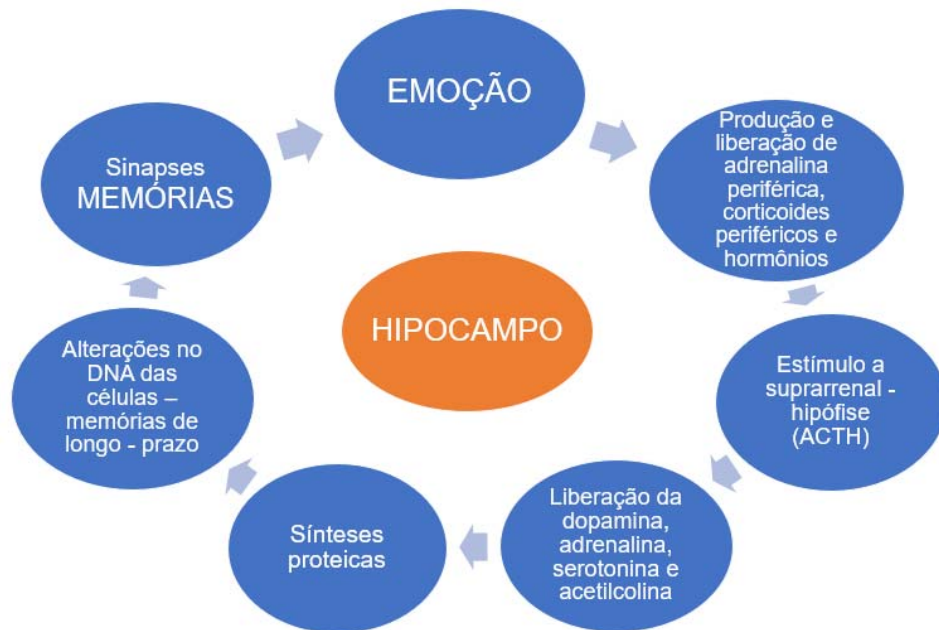 EMOÇÃO
Produção e
liberação de
adrenalina
periférica,
corticoides
periféricos e
hormônios
Estímulo a
suprarrenal -
hipófise
(ACTH)
Liberação da
dopamina,
adrenalina,
serotonina e
acetilcolina
Sínteses
proteicas
Alterações no
DNA das
células –
memórias de
longo - prazo
Sinapses
MEMÓRIAS
HIPOCAMPO